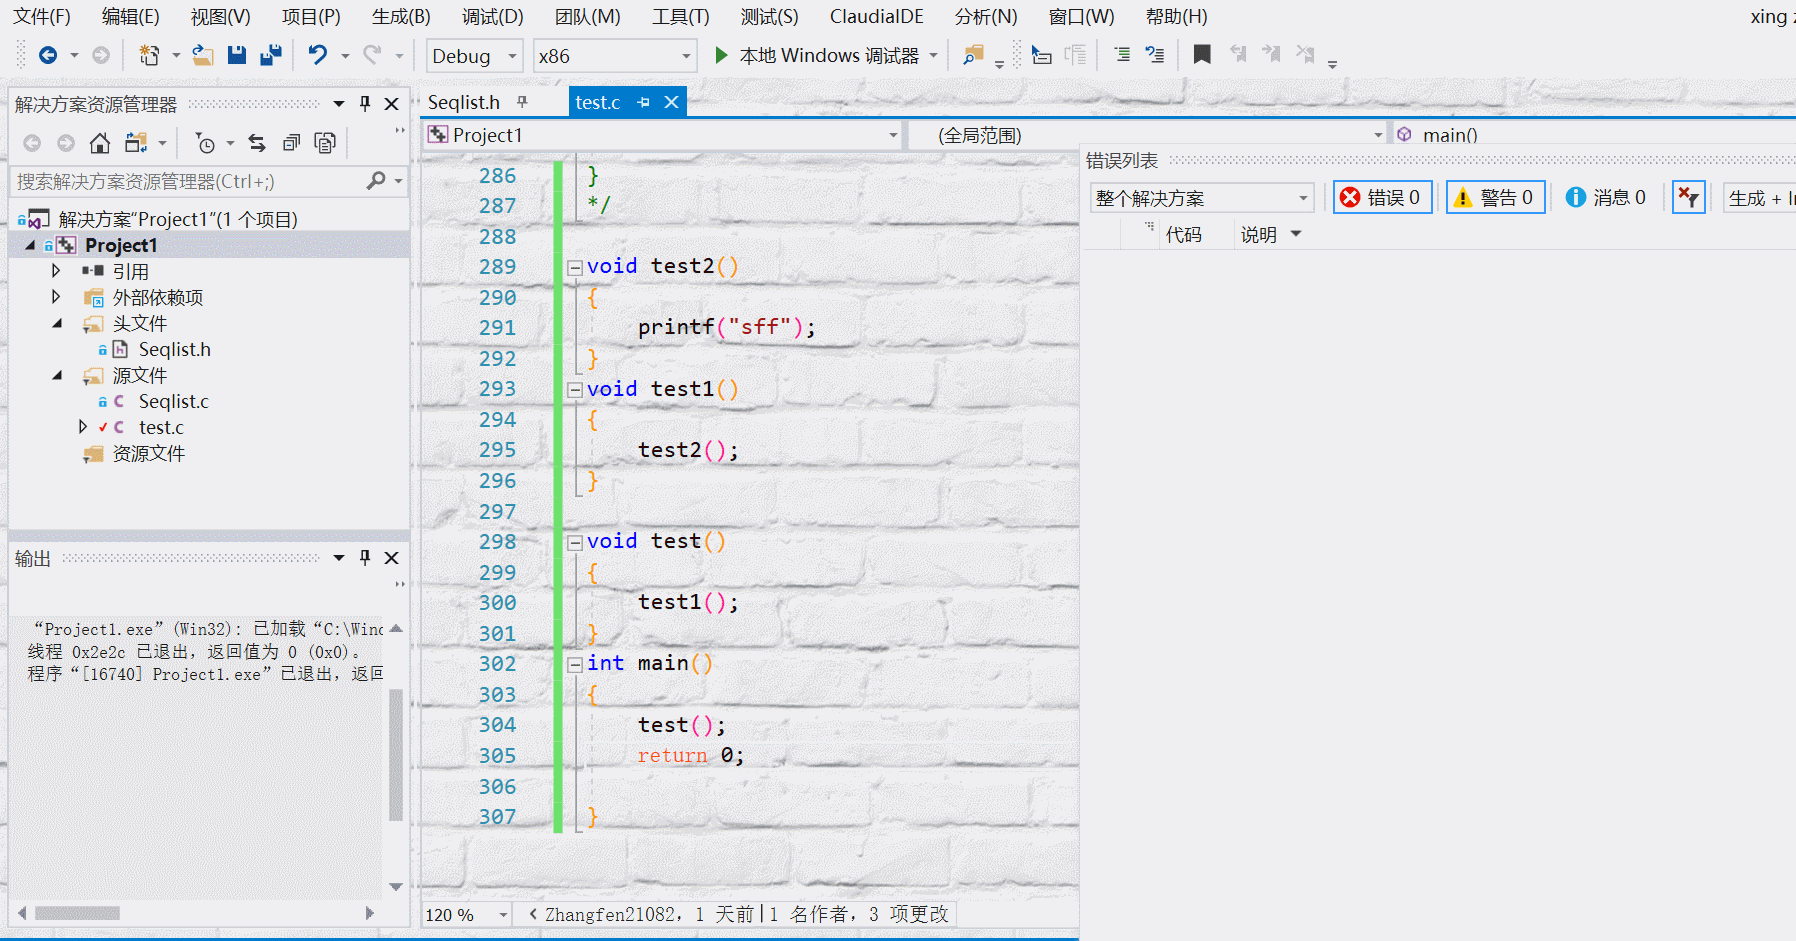 文件(F) 编辑(E) 视图(V) 项目(P) 生成(B) 调试(D) 团队(M) 工具(T) 测试(S) ClaudiaIDE 分析(N) 窗口(W) 帮助(H) xing
Debug x86 本地 Windows 调试器
解决方案资源管理器
搜索解决方案资源管理器(Ctrl+;)
解决方案“Project1”(1 个项目)
Project1
引用
外部依赖项
头文件
Seqlist.h
源文件
Seqlist.c
test.c
资源文件
输出
“Project1.exe”(Win32): 已加载“C:\Wind
线程 0x2e2c 已退出，返回值为 0 (0x0)。
程序“[16740] Project1.exe”已退出，返回
Seqlist.h test.c
Project1 (全局范围) main()
286 }
287 */
288
289 void test2()
290 {
291 printf("sff");
292 }
293 void test1()
294 {
295 test2();
296 }
297
298 void test()
299 {
300 test1();
301 }
302 int main()
303 {
304 test();
305 return 0;
306
307 }
120 % Zhangfen21082，1 天前|1 名作者，3 项更改
错误列表
整个解决方案 错误 0 警告 0 消息 0 生成 +
代码 说明